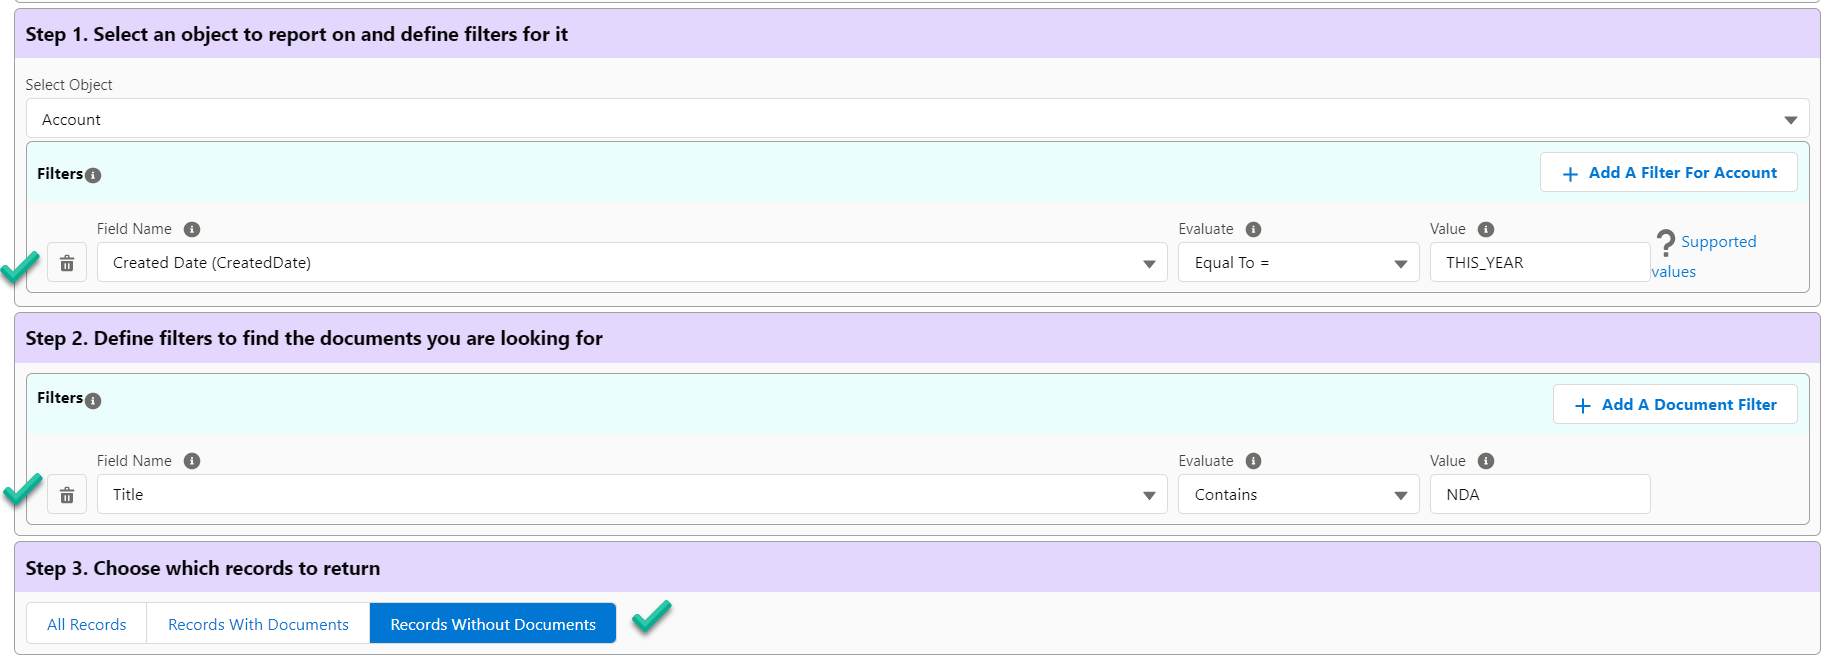 Step 1. Select an object to report on and define filters for it
Select Object
Account
Filters
Add A Filter For Account
Field Name
Evaluate
Value
Supported values
Created Date (CreatedDate)
Equal To =
THIS_YEAR
Step 2. Define filters to find the documents you are looking for
Filters
Add A Document Filter
Field Name
Evaluate
Value
Title
Contains
NDA
Step 3. Choose which records to return
All Records
Records With Documents
Records Without Documents